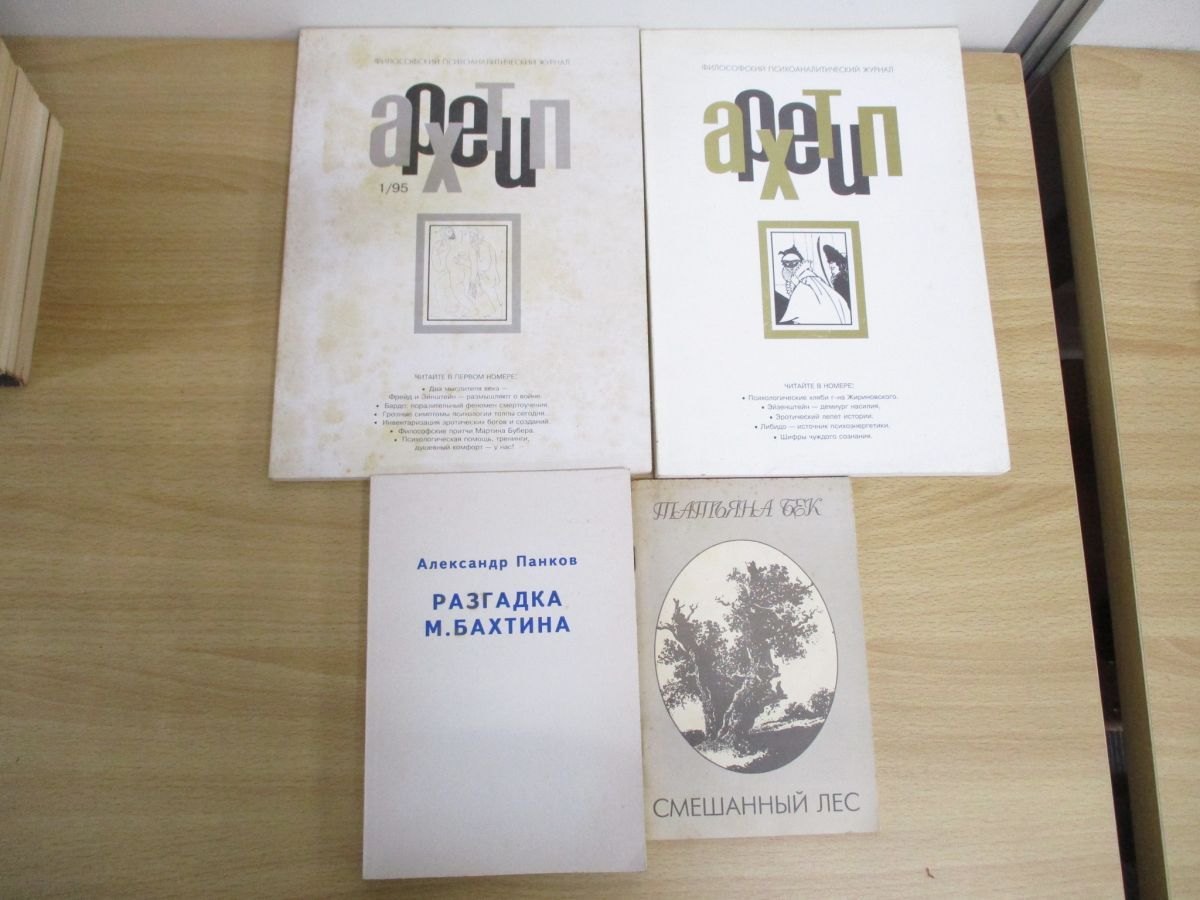 ФИЛОСОФСКИЙ ПСИХОАНАЛИТИЧЕСКИЙ ЖУРНАЛ
архетип
1/95
ЧИТАЙТЕ В ПЕРВОМ НОМЕРЕ:
• Два мыслителя века —
Фрейд и Эйнштейн — размышляют о войне.
• Бардо: поразительный феномен смертоучения.
• Грозные симптомы психологии толпы сегодня.
• Инвентаризация эротических богов и созданий.
• Философские притчи Мартина Бубера.
• Психологическая помощь, тренинги,
душевный комфорт — у нас!
ФИЛОСОФСКИЙ ПСИХОАНАЛИТИЧЕСКИЙ ЖУРНАЛ
архетип
ЧИТАЙТЕ В НОМЕРЕ:
• Психологические хляби г-на Жириновского.
• Эйзенштейн — демиург насилия.
• Эротический лепет истории.
• Либидо — источник психоэнергетики.
• Шифры чуждого сознания.
Александр Панков
РАЗГАДКА
М.БАХТИНА
ТАТЬЯНА БЕК
СМЕШАННЫЙ ЛЕС